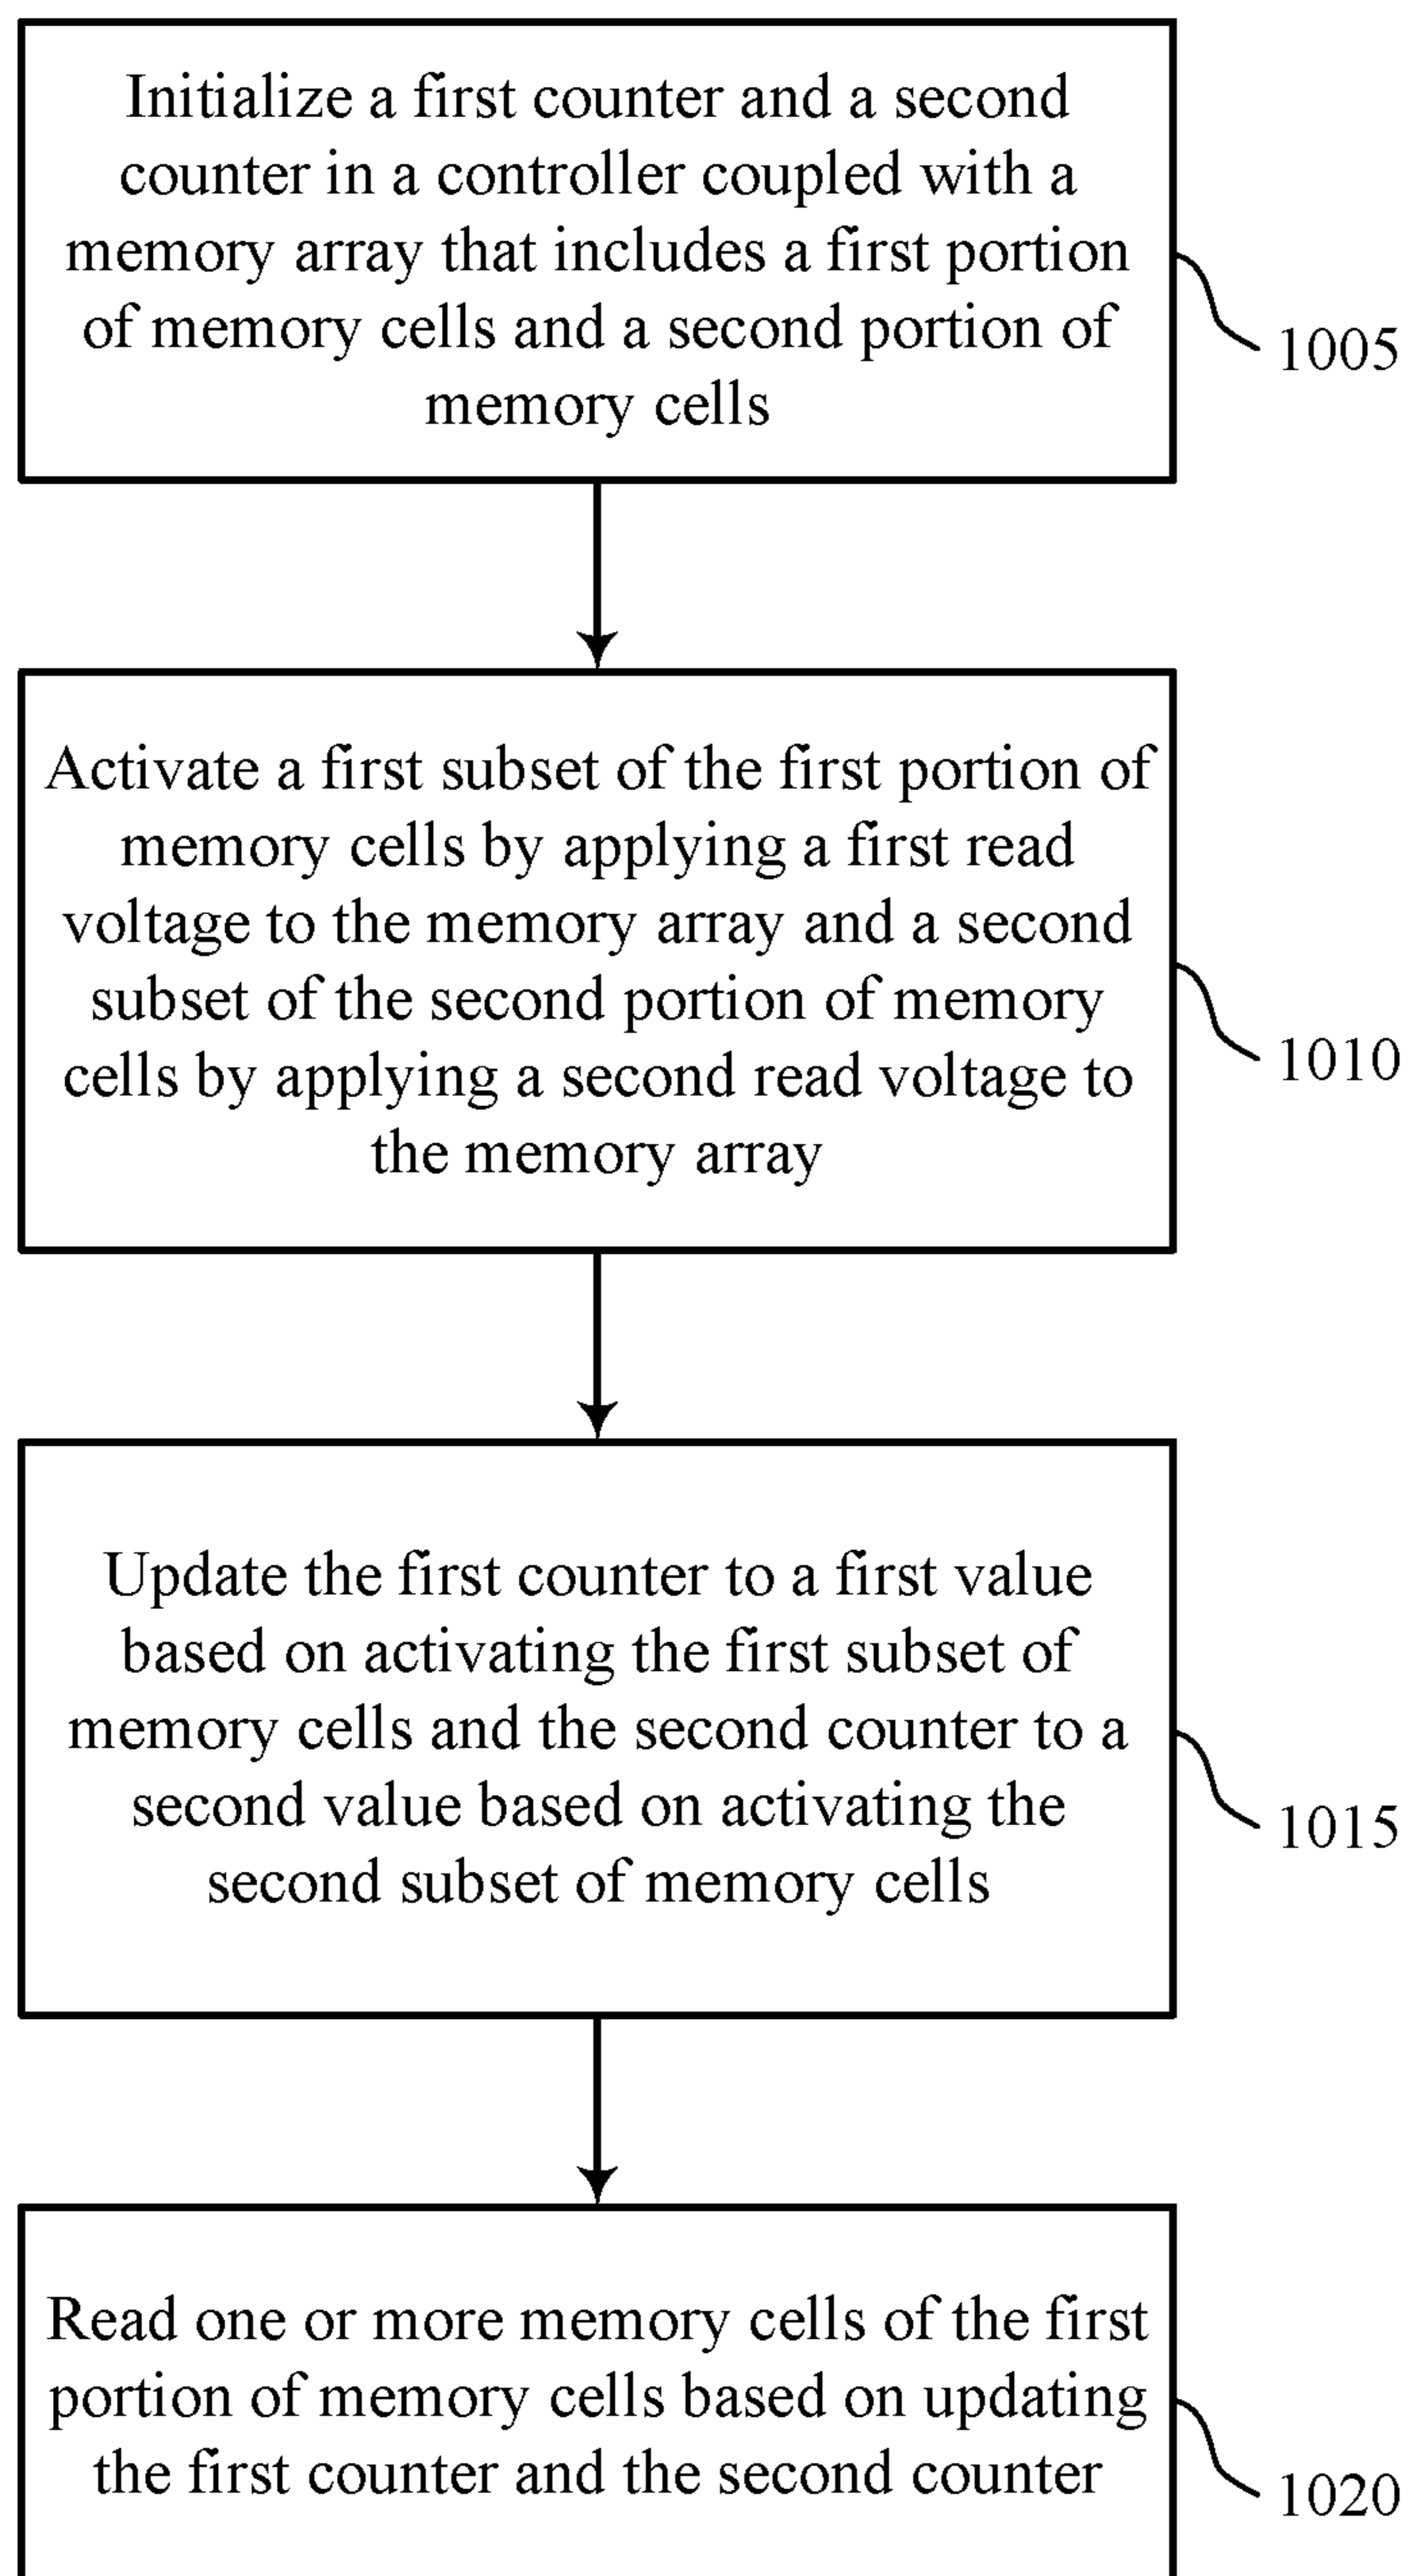 Initialize a first counter and a second
counter in a controller coupled with a
memory array that includes a first portion
of memory cells and a second portion of
memory cells
1005
Activate a first subset of the first portion of
memory cells by applying a first read
voltage to the memory array and a second
subset of the second portion of memory
cells by applying a second read voltage to
the memory array
1010
Update the first counter to a first value
based on activating the first subset of
memory cells and the second counter to a
second value based on activating the
second subset of memory cells
1015
Read one or more memory cells of the first
portion of memory cells based on updating
the first counter and the second counter
1020